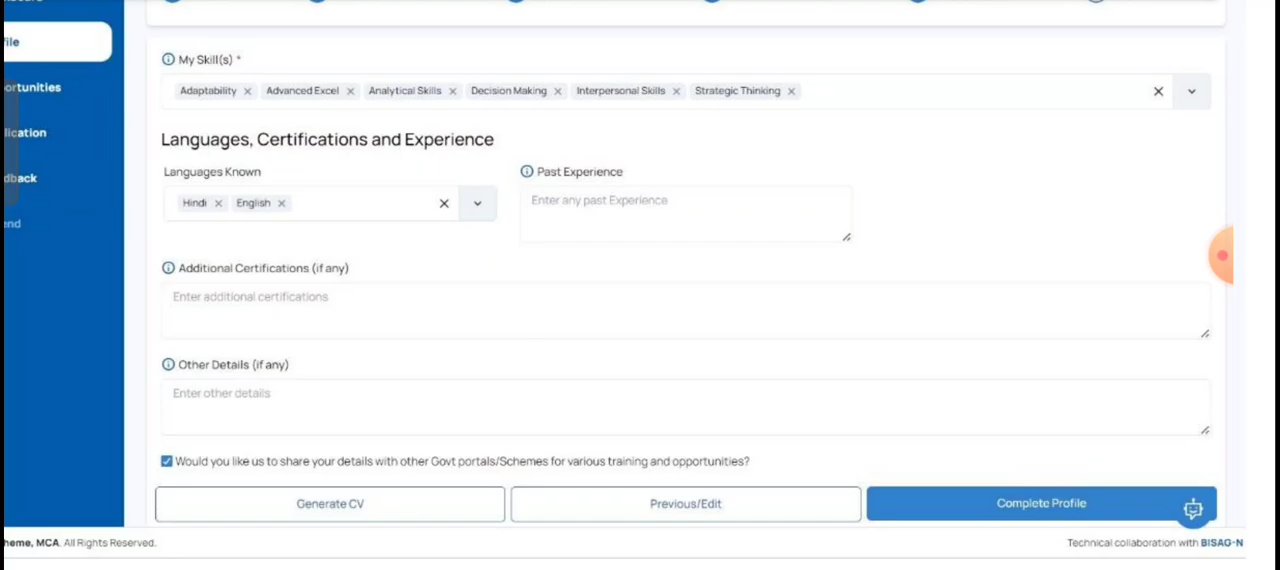 file
ortunities
lication
dback
end
My Skill(s) *
Adaptability × Advanced Excel × Analytical Skills × Decision Making × Interpersonal Skills × Strategic Thinking ×
Languages, Certifications and Experience
Languages Known
Past Experience
Hindi × English ×
Enter any past Experience
Additional Certifications (if any)
Enter additional certifications
Other Details (if any)
Enter other details
Would you like us to share your details with other Govt portals/Schemes for various training and opportunities?
Generate CV
Previous/Edit
Complete Profile
heme, MCA. All Rights Reserved.
Technical collaboration with BISAG-N